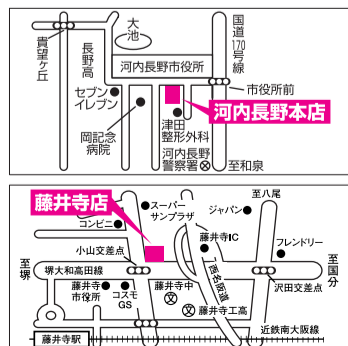 大池
貴望ヶ丘
長野高
国道170号線
河内長野市役所
市役所前
セブン
イレブン
河内長野本店
岡記念
病院
津田
整形外科
河内長野
警察署
至和泉
藤井寺店
スーパー
サンプラザ
至八尾
ジャパン
コンビニ
藤井寺IC
フレンドリー
小山交差点
至堺
堺大和高田線
西名阪道
至国分
藤井寺
市役所
コスモ
GS
藤井寺中
文
沢田交差点
文
藤井寺工高
近鉄南大阪線
藤井寺駅